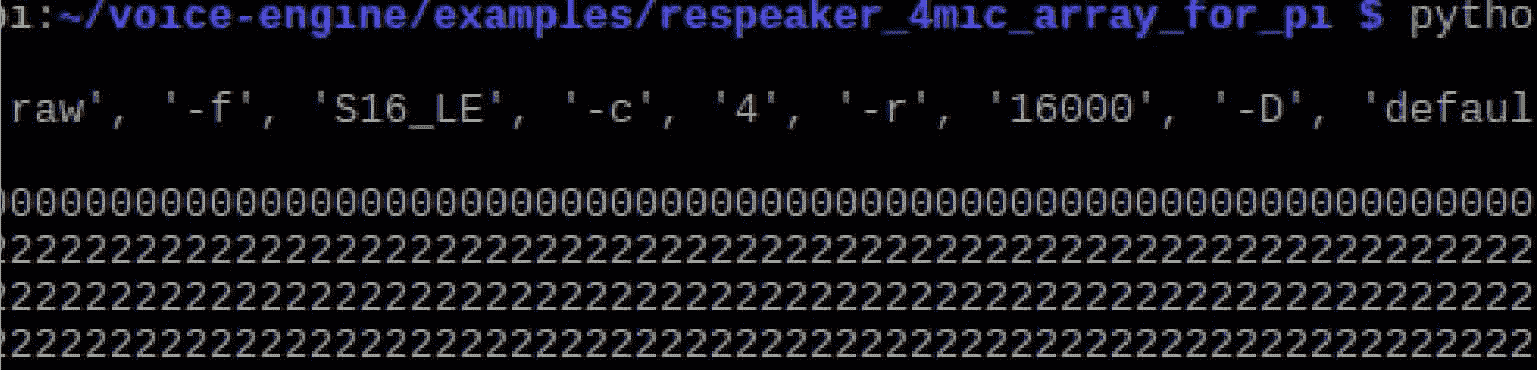 i:~/voice-engine/examples/respeaker_4mic_array_for_pi $ pytho
raw', '-f', 'S16_LE', '-c', '4', '-r', '16000', '-D', 'defaul
0000000000000000000000000000000000000000000000000000000000000
2222222222222222222222222222222222222222222222222222222222222
2222222222222222222222222222222222222222222222222222222222222
2222222222222222222222222222222222222222222222222222222222222